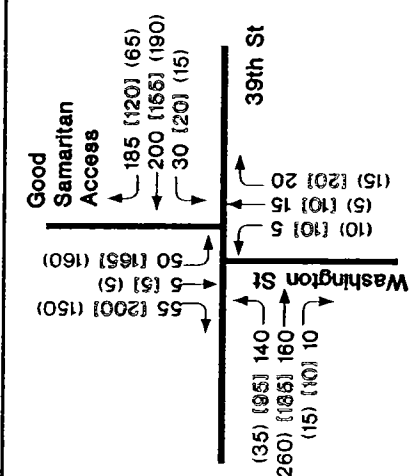 Good
Samaritan
Access
185 [120] (65)
200 [155] (190)
30 [20] (15)
39th St
50 [165] (160)
5 [5] (5)
55 [200] (150)
(15) [20] 20
(5) [10] 15
(10) [10] 5
Washington St
(35) [95] 140
(260) [185] 160
(15) [10] 10